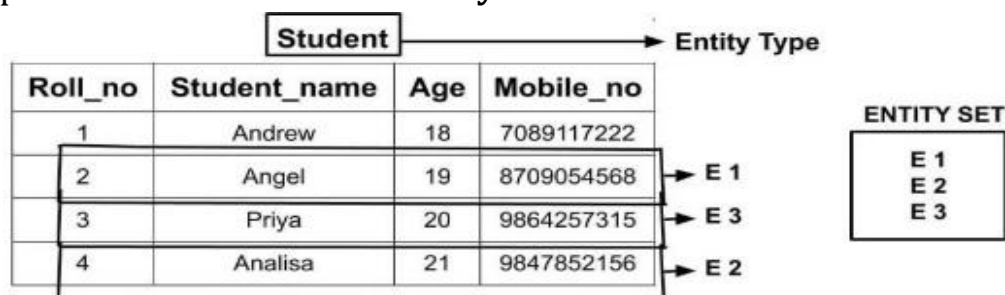 Student Entity Type
Roll_no Student_name Age Mobile_no
ENTITY SET
1 Andrew 18 7089117222
2 Angel 19 8709054568 E 1
3 Priya 20 9864257315 E 3
4 Analisa 21 9847852156 E 2
E 1
E 2
E 3